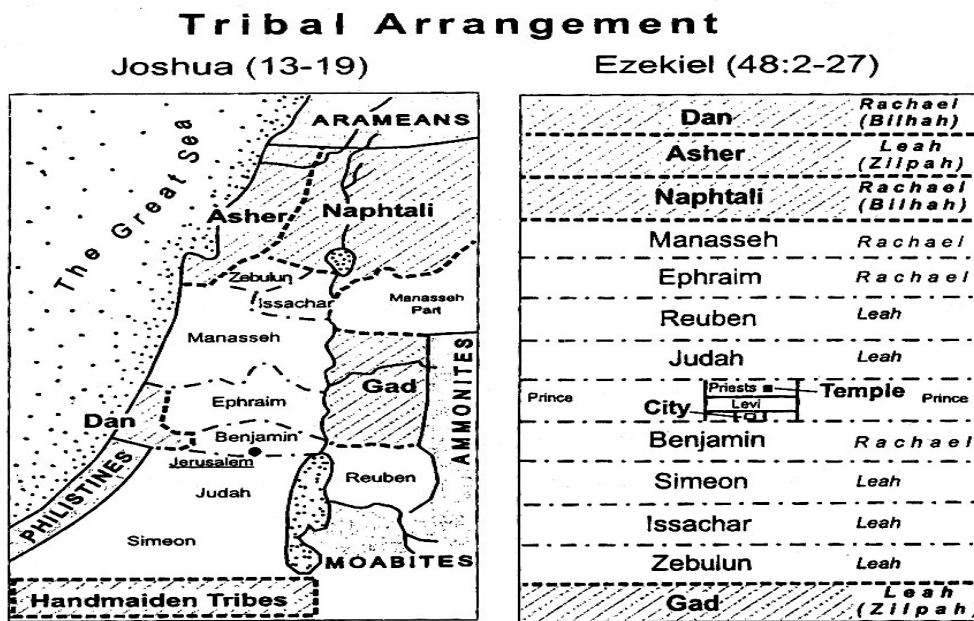 Tribal Arrangement
Joshua (13-19)
ARAMEANS
The Great Sea
Asher
Naphtali
Zebulun
Issachar
Manasseh
Part
Manasseh
AMMONITES
Gad
Ephraim
Dan
Benjamin
Jerusalem
Reuben
PHILISTINES
Judah
Simeon
MOABITES
Handmaiden Tribes
Ezekiel (48:2-27)
Dan Rachael
(Bilhah)
Asher Leah
(Zilpah)
Naphtali Rachael
(Bilhah)
Manasseh Rachael
Ephraim Rachael
Reuben Leah
Judah Leah
Prince Priests Temple Prince
Levi
City
Benjamin Rachael
Simeon Leah
Issachar Leah
Zebulun Leah
Gad Leah
(Zilpah)